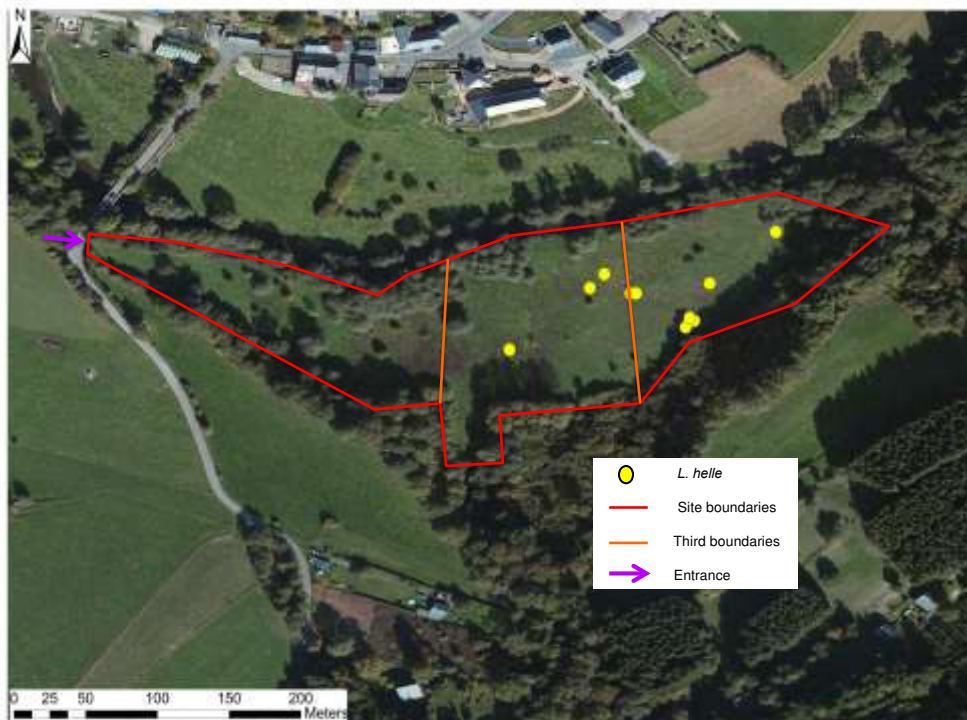 N
L. helle
Site boundaries
Third boundaries
Entrance
0 25 50 100 150 200
Meters